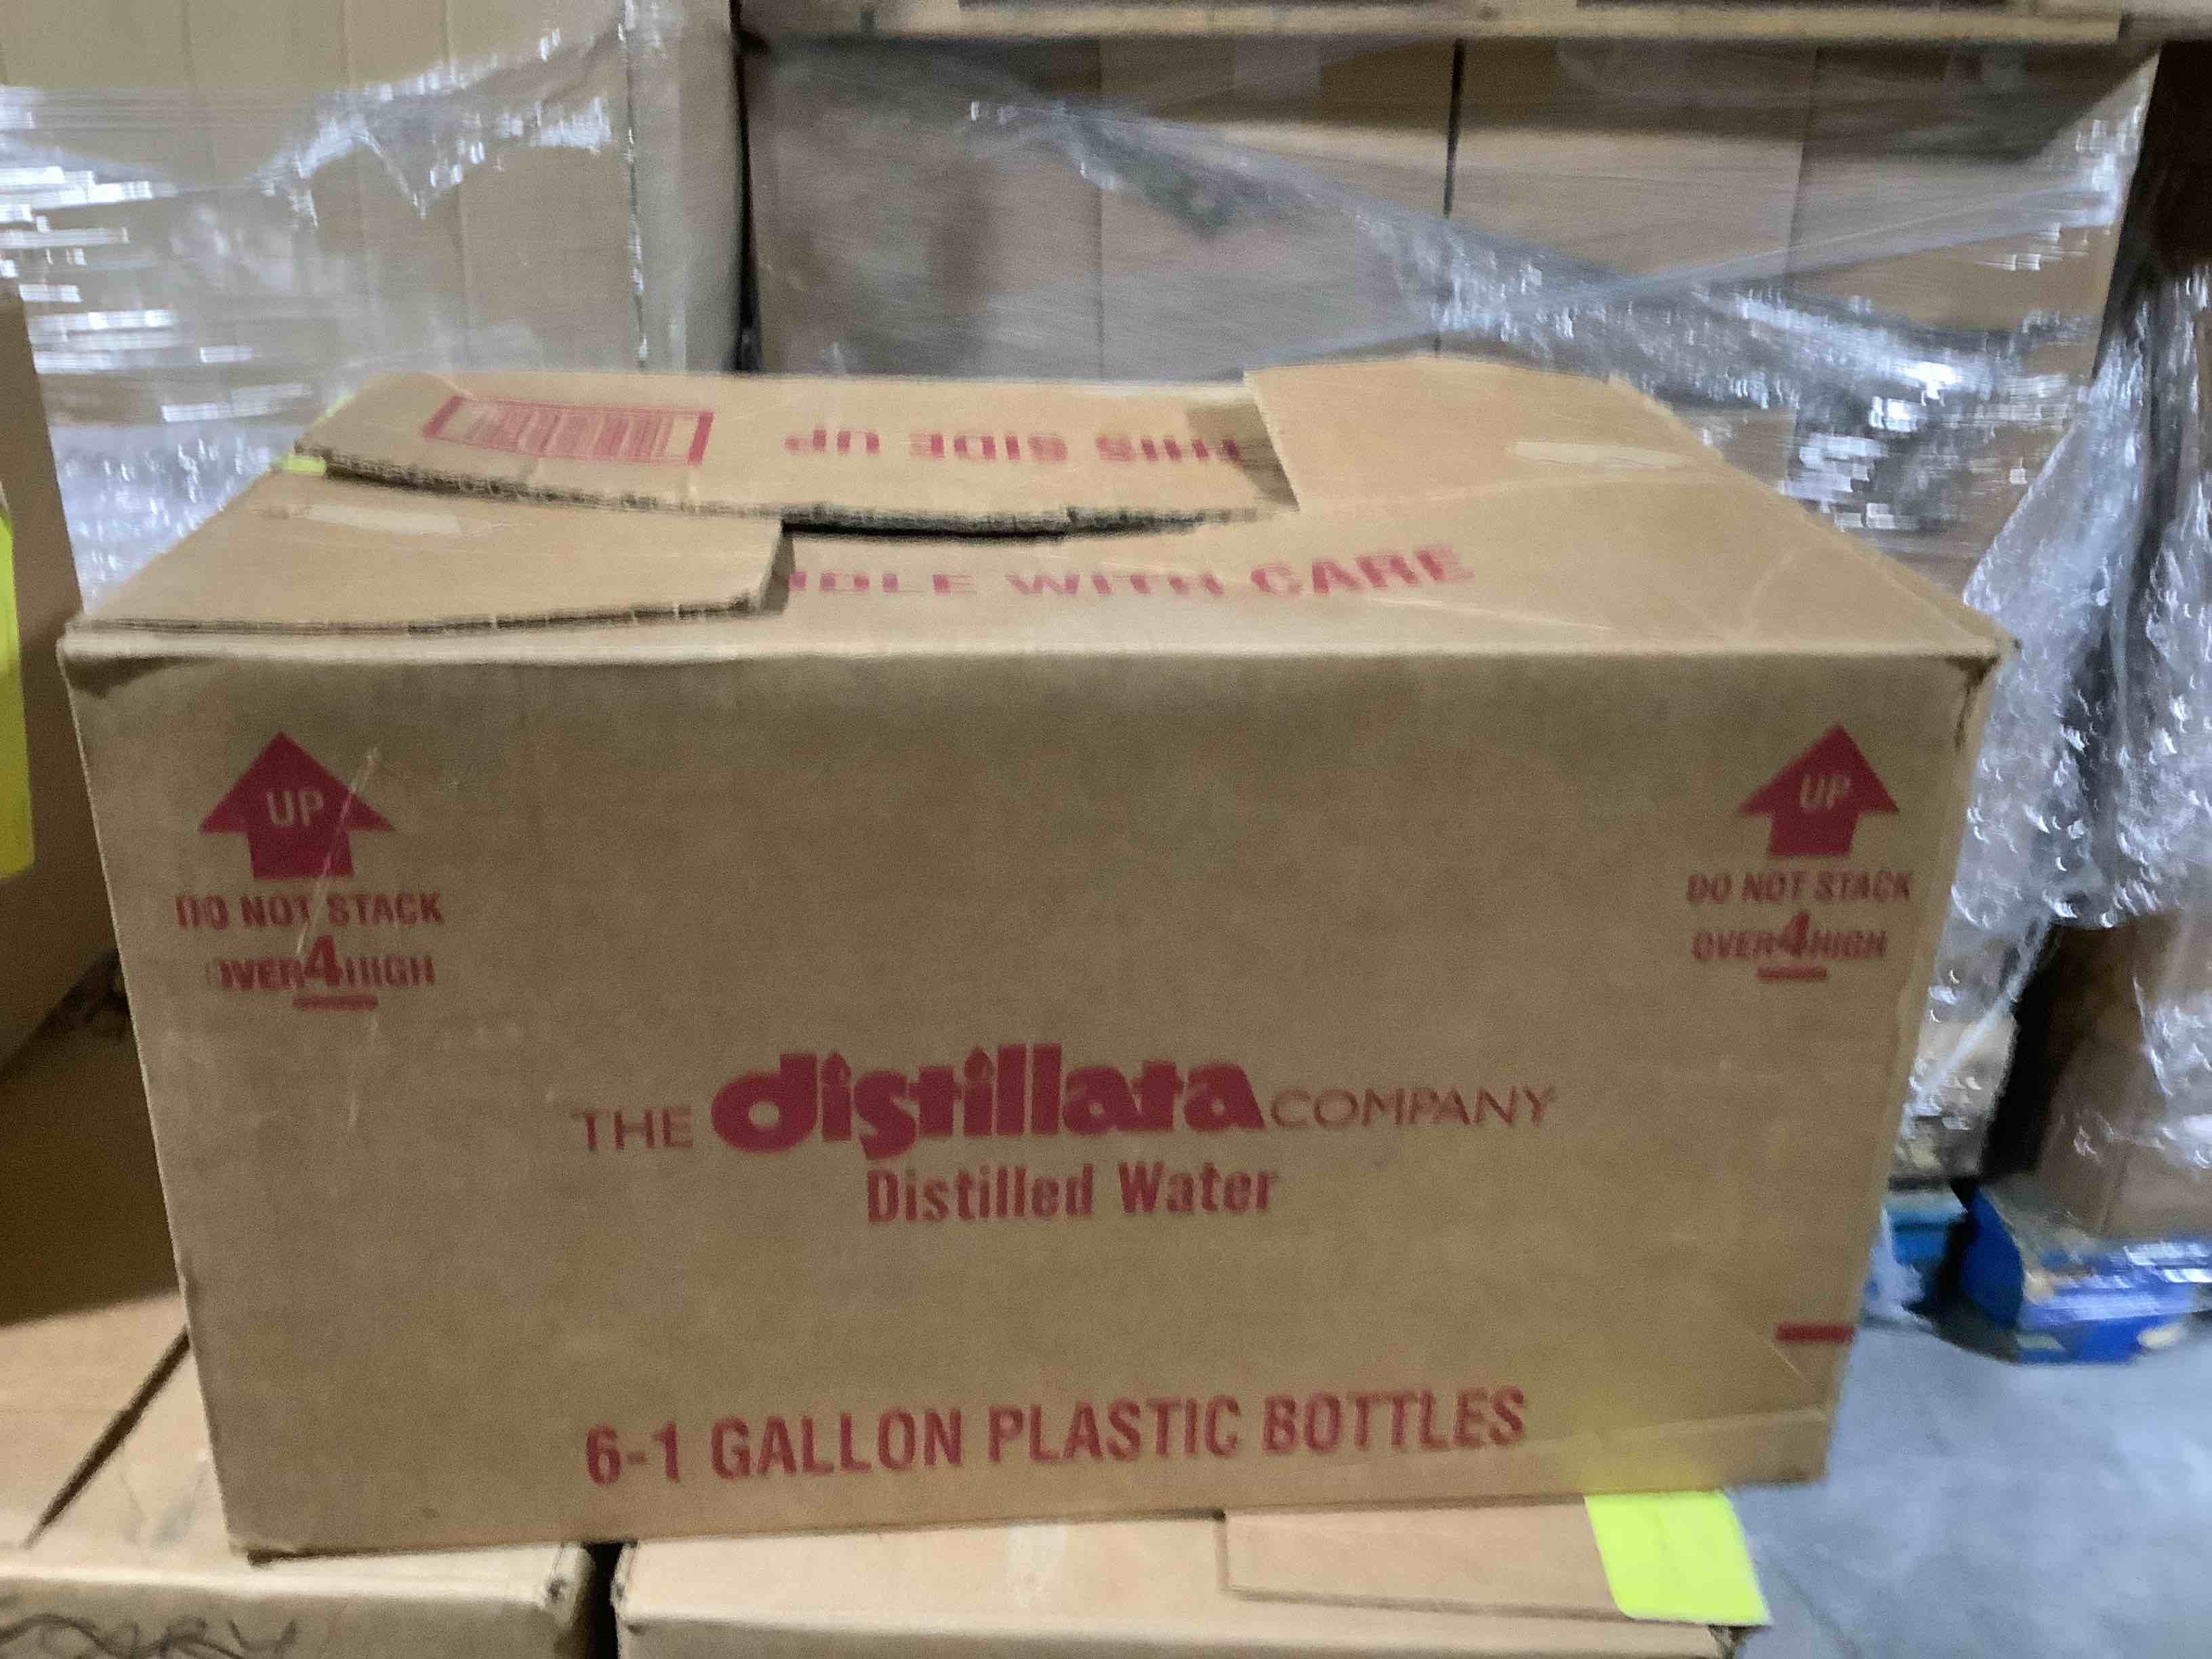 THIS SIDE UP
WITH CARE
UP
DO NOT STACK
OVER 4 HIGH
UP
DO NOT STACK
OVER 4 HIGH
THE distillata COMPANY
Distilled Water
6-1 GALLON PLASTIC BOTTLES